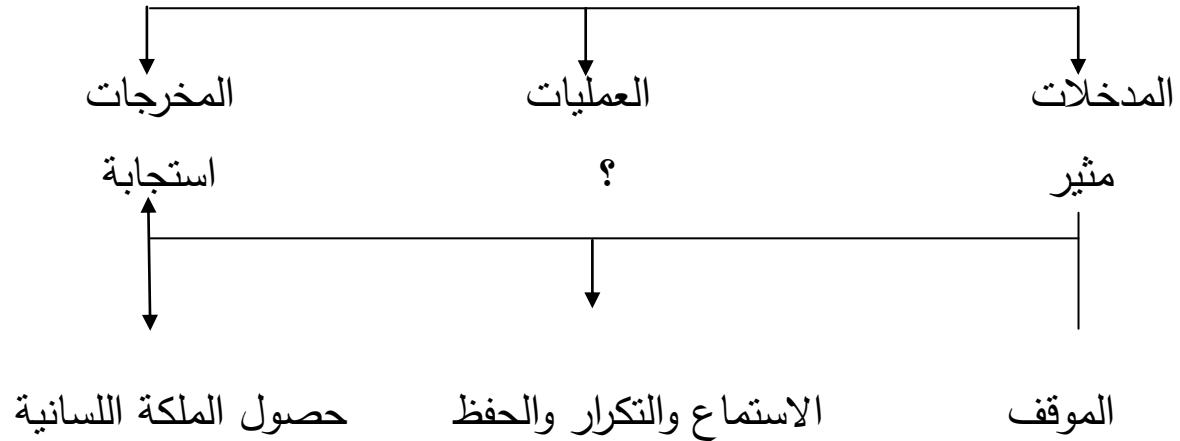 المدخلات العمليات المخرجات
مثير ؟ استجابة
الموقف الاستماع والتكرار والحفظ حصول الملكة اللسانية